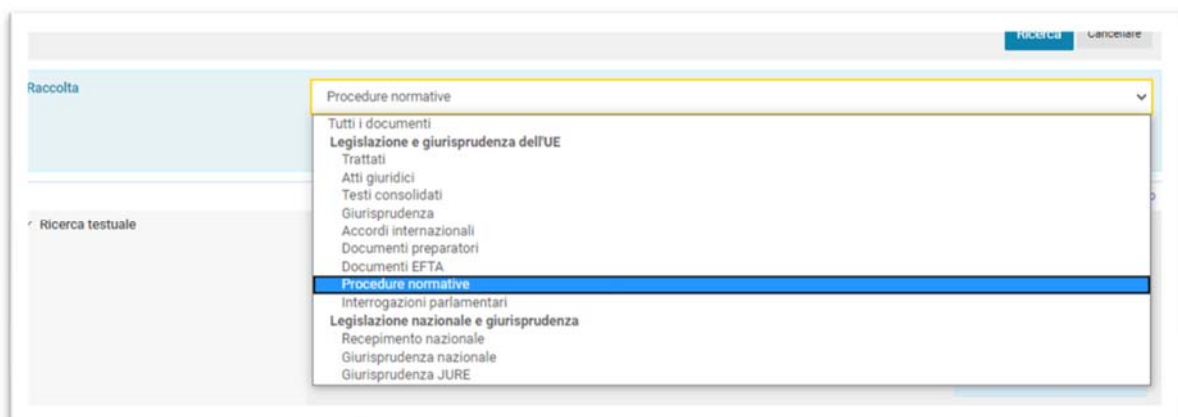 Ricerca Cancellare
Raccolta
Procedure normative
Tutti i documenti
Legislazione e giurisprudenza dell'UE
Trattati
Atti giuridici
Testi consolidati
Giurisprudenza
Accordi internazionali
Documenti preparatori
Documenti EFTA
Procedure normative
Interrogazioni parlamentari
Legislazione nazionale e giurisprudenza
Recepimento nazionale
Giurisprudenza nazionale
Giurisprudenza JURE
Ricerca testuale